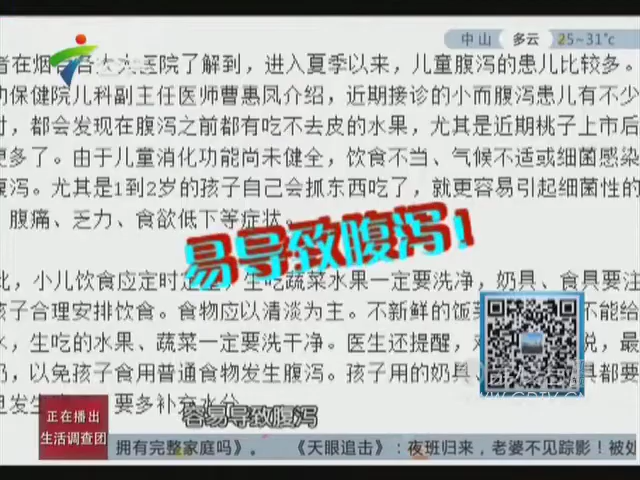 中山 多云 25~31℃
者在烟台各大医院了解到，进入夏季以来，儿童腹泻的患儿比较多。
幼保健院儿科副主任医师曹惠凤介绍，近期接诊的小而腹泻患儿有不少
时，都会发现在腹泻之前都有吃不去皮的水果，尤其是近期桃子上市后
更多了。由于儿童消化功能尚未健全，饮食不当、气候不适或细菌感染
腹泻。尤其是1到2岁的孩子自己会抓东西吃了，就更容易引起细菌性的
、腹痛、乏力、食欲低下等症状。
易导致腹泻！
此，小儿饮食应定时定 生吃蔬菜水果一定要洗净，奶具、食具要注
孩子合理安排饮食。食物应以清淡为主。不新鲜的饭菜 不能给
水，生吃的水果、蔬菜一定要洗干净。医生还提醒， 说，最
奶，以免孩子食用普通食物发生腹泻。孩子用的奶具 具都要
旦发生 要多补充水分
容易导致腹泻
正在播出
生活调查团
拥有完整家庭吗》。 《天眼追击》：夜班归来，老婆不见踪影！被处